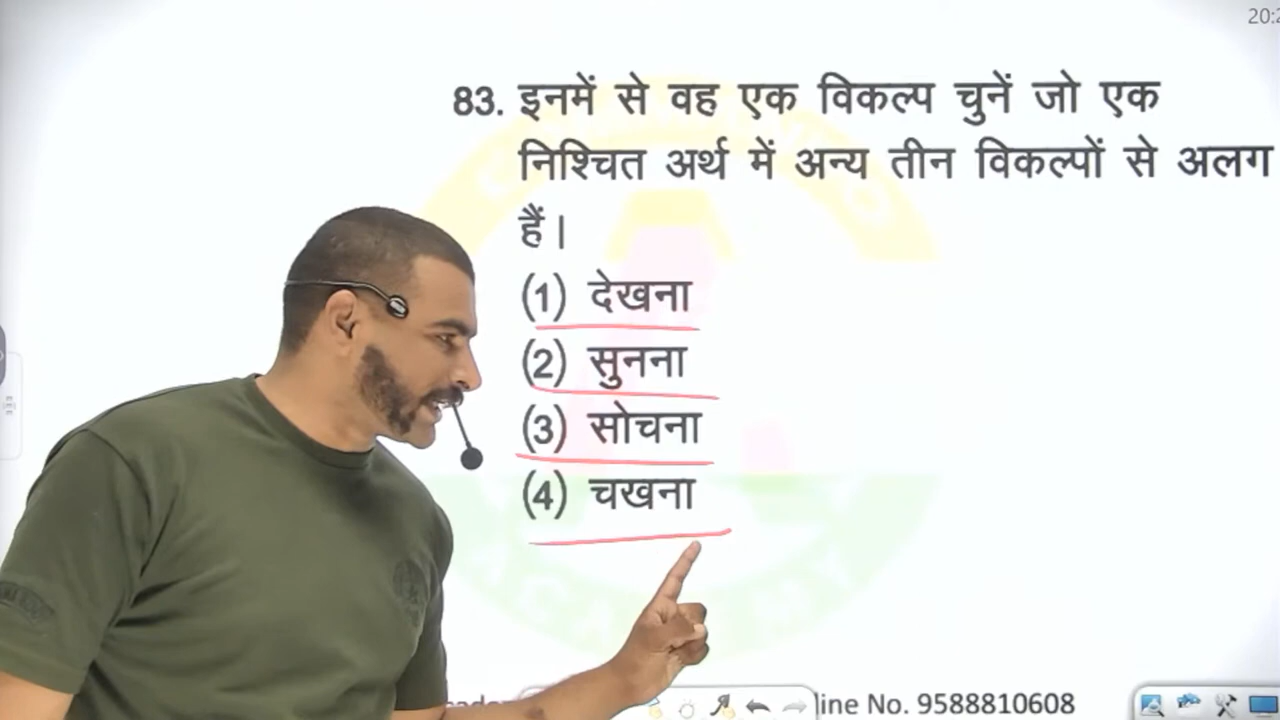 83. इनमें से वह एक विकल्प चुनें जो एक
निश्चित अर्थ में अन्य तीन विकल्पों से अलग
हैं।
(1) देखना
(2) सुनना
(3) सोचना
(4) चखना
line No. 9588810608